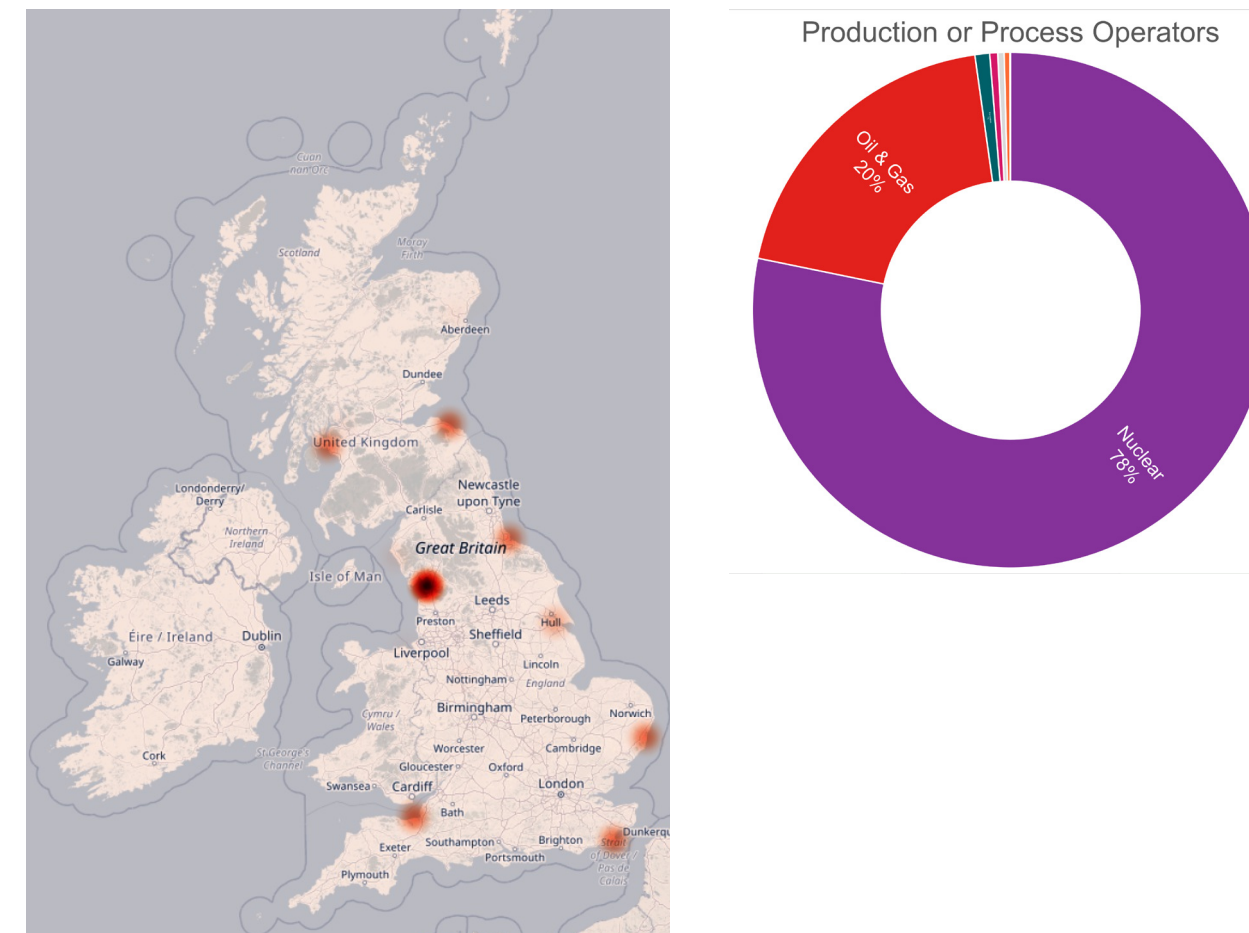 Production or Process Operators
Oil & Gas
20%
Nuclear
78%
Cuan
nan Orc
Scotland
Moray
Firth
Aberdeen
Dundee
United Kingdom
Newcastle
upon Tyne
Londonderry/
Derry
Carlisle
Northern
Ireland
Great Britain
Isle of Man
Leeds
Preston
Hull
Éire / Ireland
Dublin
Sheffield
Liverpool
Galway
Lincoln
Nottingham
England
Birmingham
Cymru /
Wales
Peterborough
Norwich
Worcester
Cambridge
Cork
St George's
Channel
Gloucester
Oxford
Swansea
Cardiff
London
Bath
Exeter
Southampton
Brighton
Portsmouth
Strait
of Dover /
Pas de
Calais
Dunkerqu
Plymouth